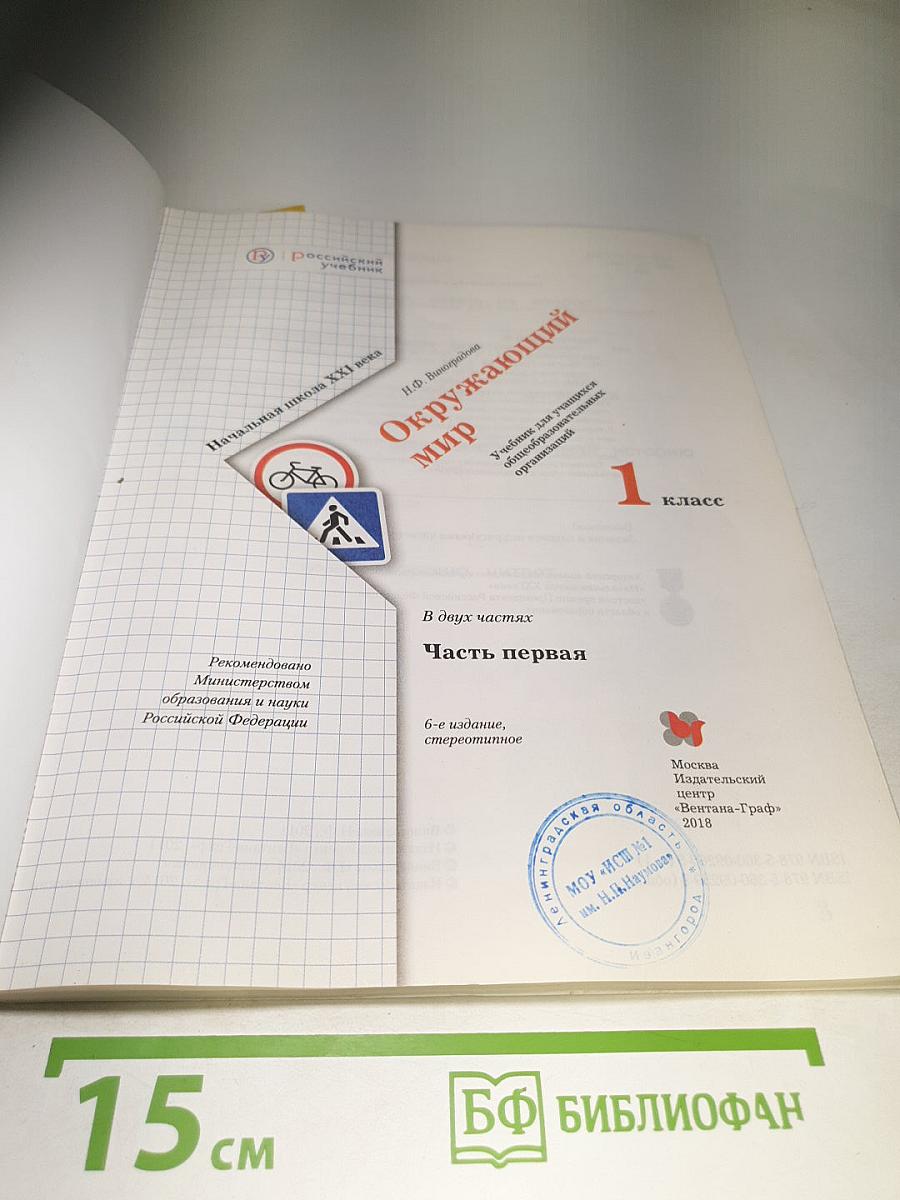 российский
учебник
Начальная школа XXI века
Н.Ф. Виноградова
Окружающий
мир
Учебник для учащихся
общеобразовательных
организаций
1 класс
В двух частях
Часть первая
Рекомендовано
Министерством
образования и науки
Российской Федерации
6-е издание,
стереотипное
Москва
Издательский
центр
«Вентана-Граф»
2018
Ленинградская область * Ивангород
МОУ «ИСШ №1
им. Н.П.Наумова»
15 см
БФ БИБЛИОФАН